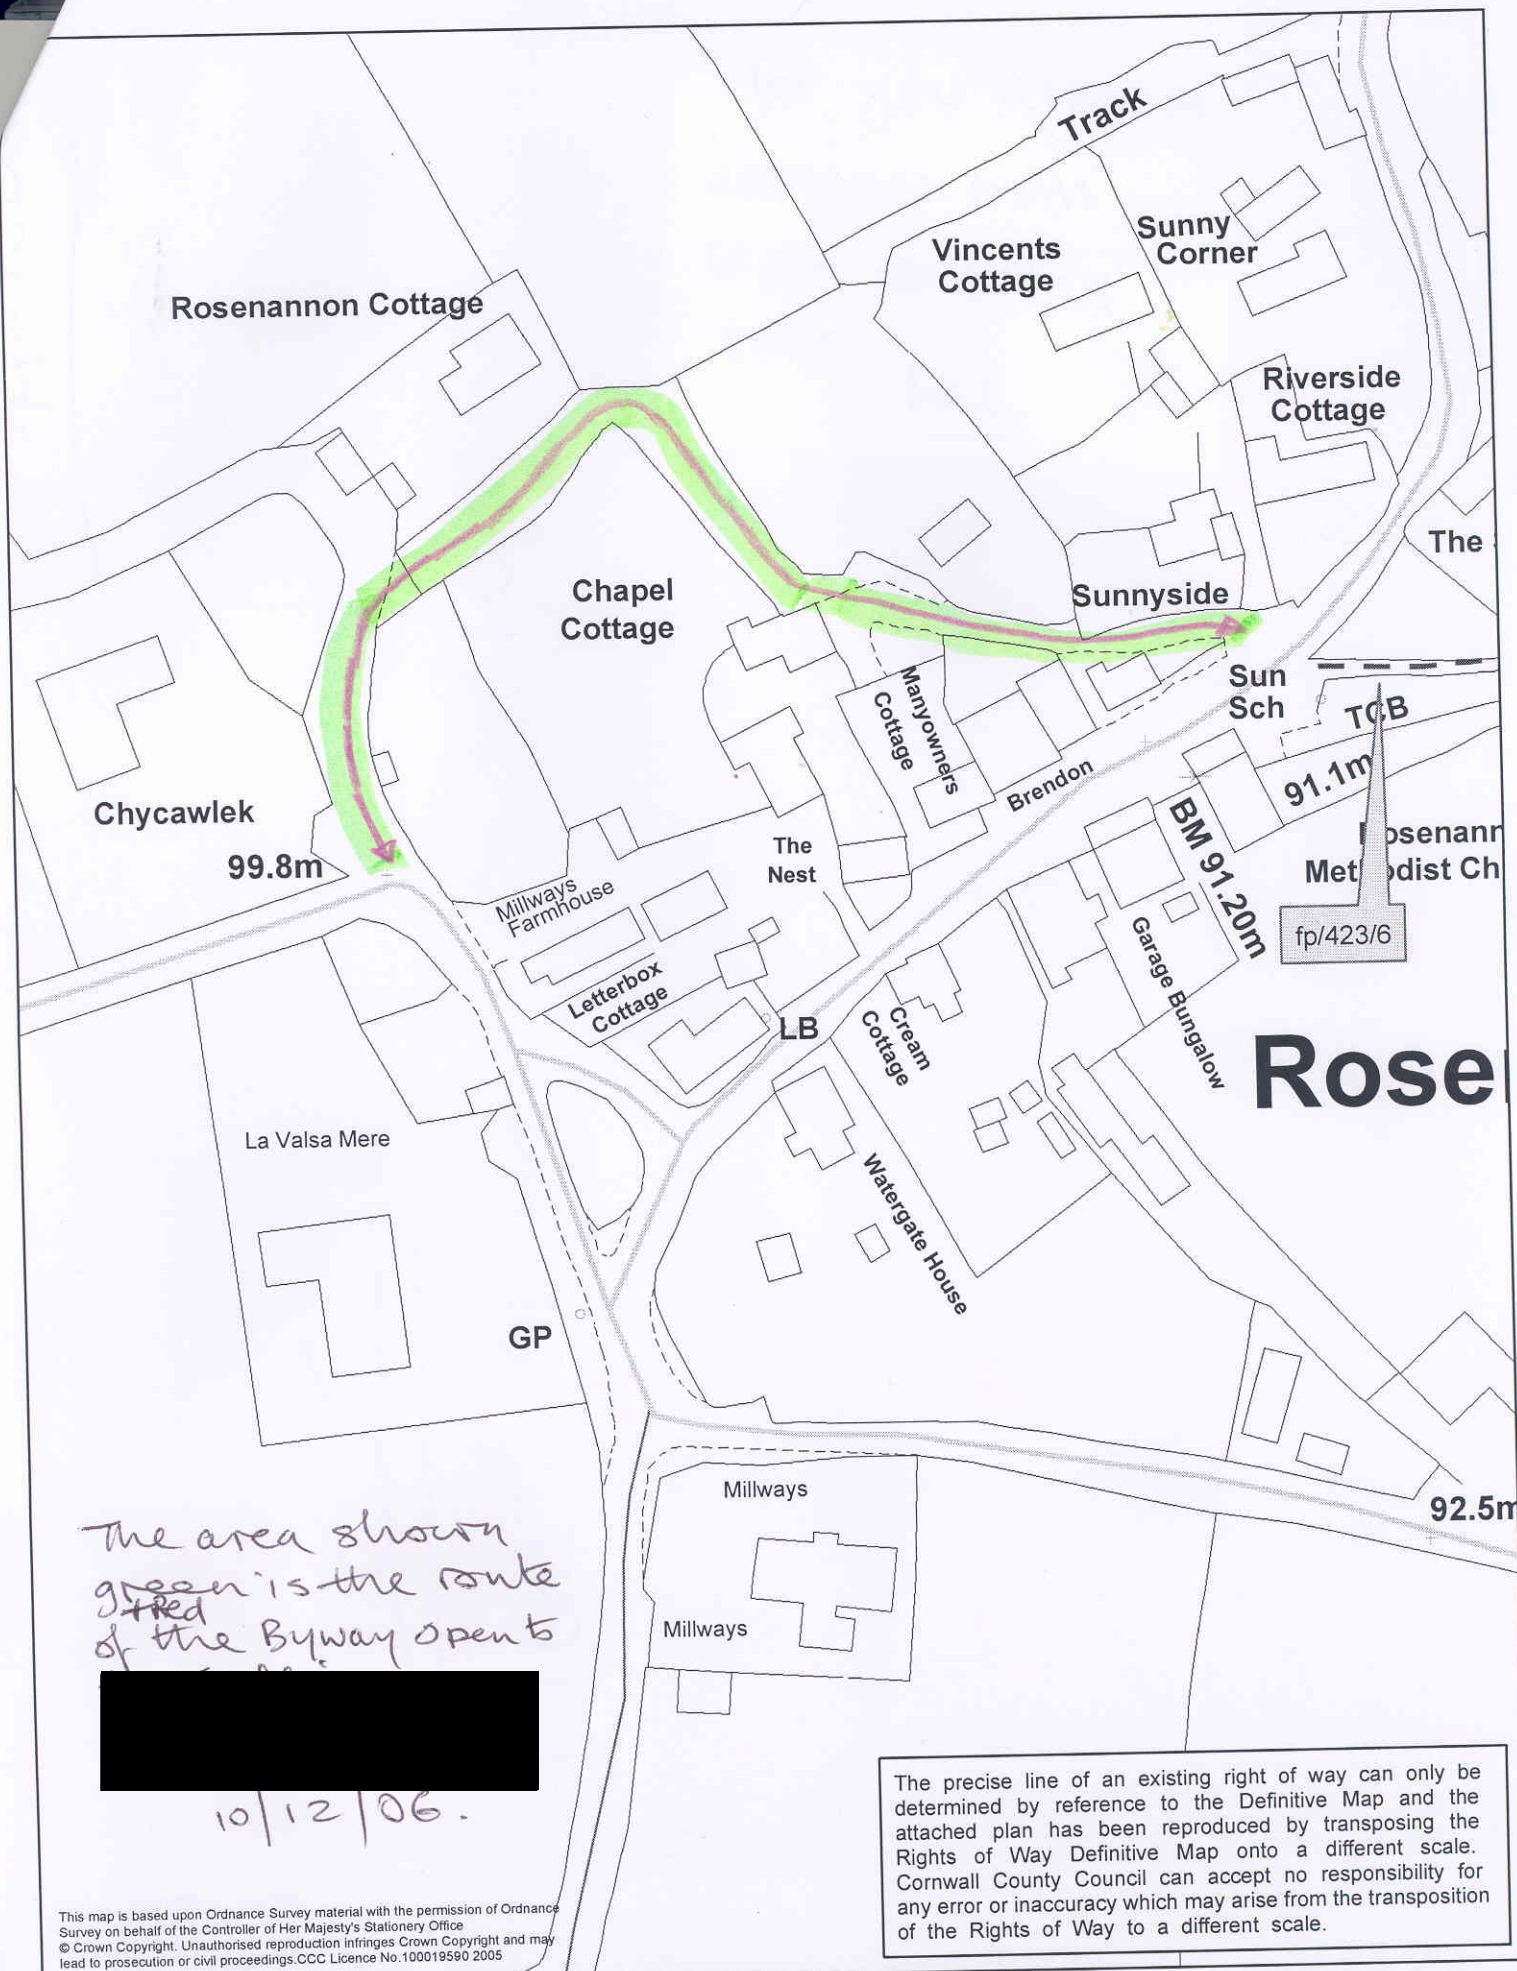 Track
Sunny
Corner
Vincents
Cottage
Rosenannon Cottage
Riverside
Cottage
The
Chapel
Cottage
Sunnyside
Manyowners
Cottage
Sun
Sch
TCB
Brendon
91.1m
Chycawlek
99.8m
The
Nest
BM 91.20m
osenann
Met odist Ch
fp/423/6
Millways
Farmhouse
Letterbox
Cottage
LB
Cream
Cottage
Garage Bungalow
Rose
La Valsa Mere
Watergate House
GP
Millways
92.5m
Millways
The area shown
green is the route
+Red
of the Byway open to
10/12/06.
The precise line of an existing right of way can only be
determined by reference to the Definitive Map and the
attached plan has been reproduced by transposing the
Rights of Way Definitive Map onto a different scale.
Cornwall County Council can accept no responsibility for
any error or inaccuracy which may arise from the transposition
of the Rights of Way to a different scale.
This map is based upon Ordnance Survey material with the permission of Ordnance
Survey on behalf of the Controller of Her Majesty's Stationery Office
© Crown Copyright. Unauthorised reproduction infringes Crown Copyright and may
lead to prosecution or civil proceedings.CCC Licence No.100019590 2005